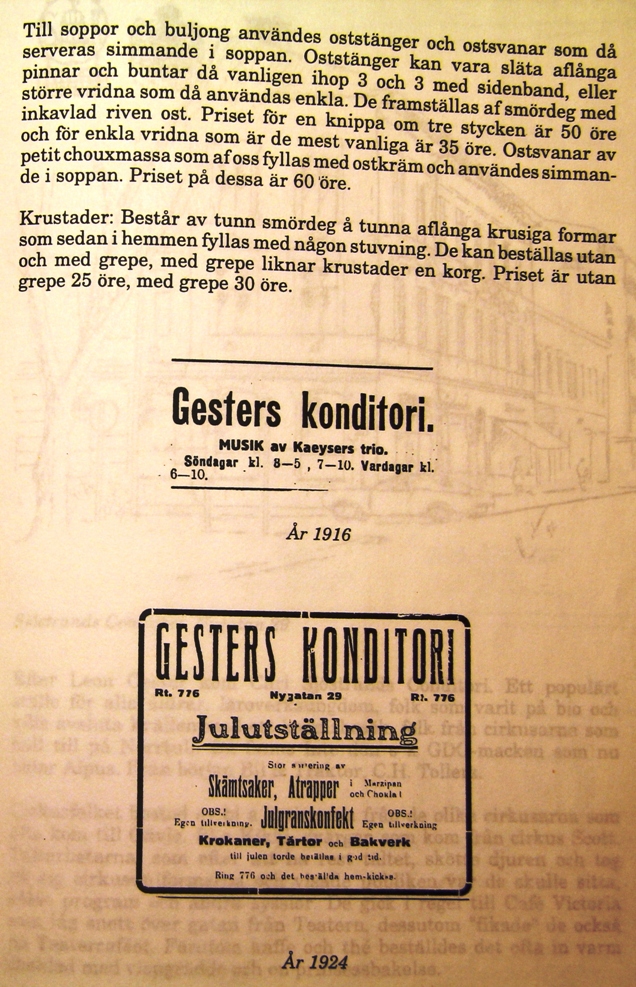 Till soppor och buljong användes oststänger och ostsvanar som då
serveras simmande i soppan. Oststänger kan vara släta aflånga
pinnar och buntar då vanligen ihop 3 och 3 med sidenband, eller
större vridna som då användas enkla. De framställas af smördeg med
inkavlad riven ost. Priset för en knippa om tre stycken är 50 öre
och för enkla vridna som är de mest vanliga är 35 öre. Ostsvanar av
petit chouxmassa som af oss fyllas med ostkräm och användes simman-
de i soppan. Priset på dessa är 60 öre.
Krustader: Består av tunn smördeg å tunna aflånga krusiga formar
som sedan i hemmen fyllas med någon stuvning. De kan beställas utan
och med grepe, med grepe liknar krustader en korg. Priset är utan
grepe 25 öre, med grepe 30 öre.
Gesters konditori.
MUSIK av Kaeysers trio.
Söndagar kl. 8—5, 7—10. Vardagar kl.
6—10.
År 1916
GESTERS KONDITORI
Rt. 776 Nygatan 29 Rt. 776
Julutställning
Stor sortering av
Skämtsaker, Atrapper i Marzipan
och Choklad
OBS.! Julgranskonfekt OBS.!
Egen tillverkning. Egen tillverkning
Krokaner, Tårtor och Bakverk
till julen torde beställas i god tid.
Ring 776 och det beställda hem-kickas.
År 1924